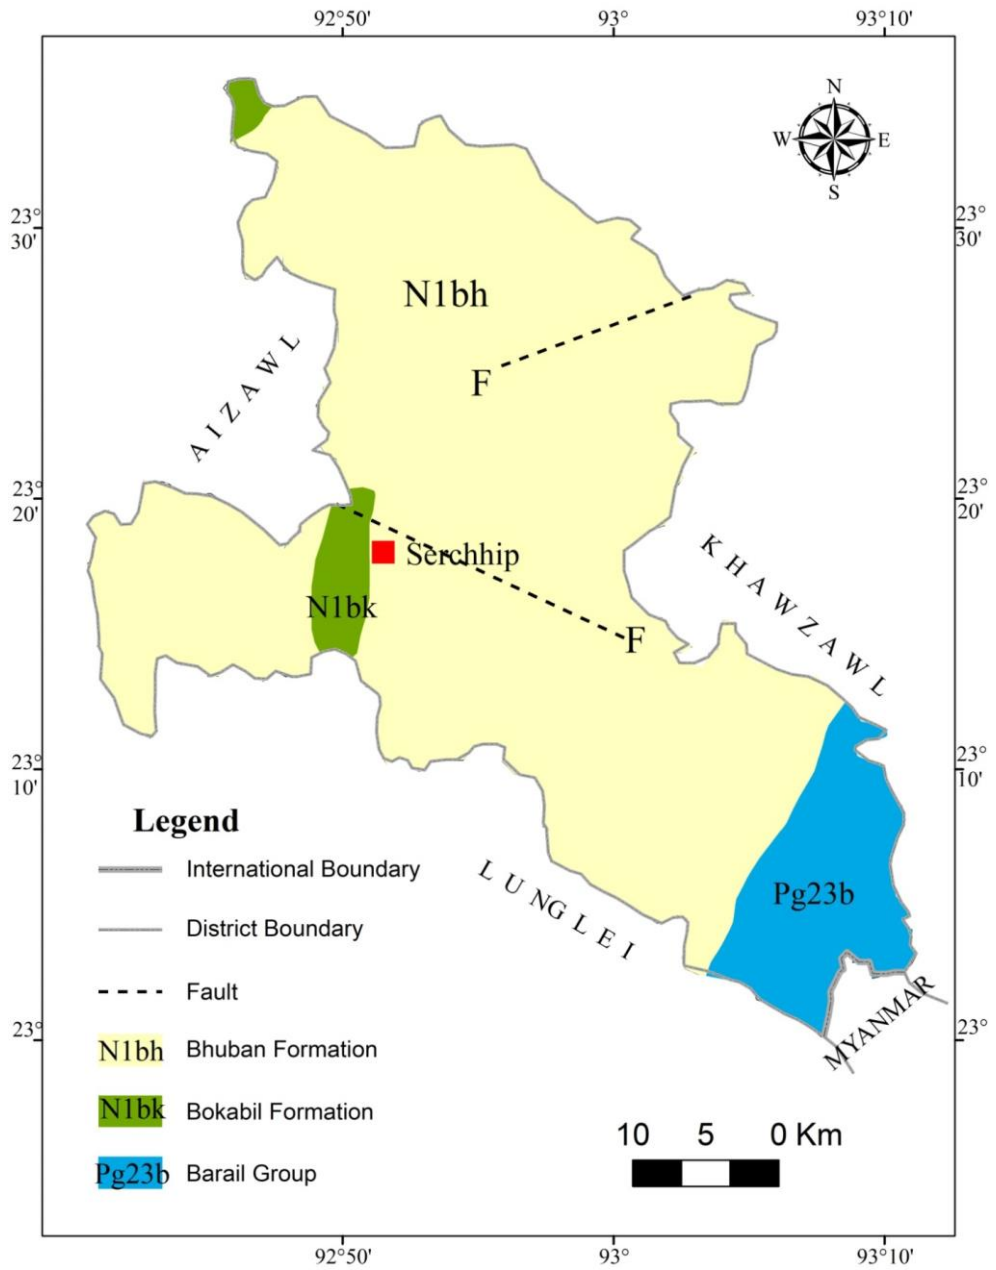 92°50' 93° 93°10'
N
W E
S
23°
30'
23°
30'
N1bh
AIZAWL
F
23°
20'
23°
20'
KHAWZAWL
Serchhip
N1bk
F
23°
10'
23°
10'
Legend
International Boundary
LUNGLEI
Pg23b
District Boundary
Fault
MYANMAR
23°
23°
N1bh Bhuban Formation
N1bk Bokabil Formation
10 5 0 Km
Pg23b Barail Group
92°50' 93° 93°10'